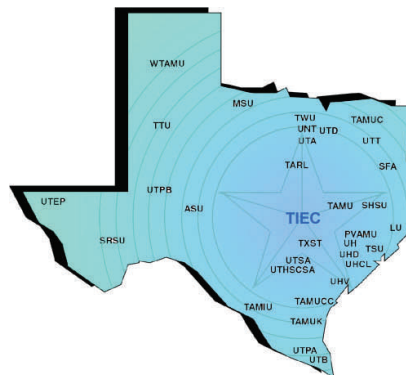 WTAMU
MSU
TWU
TAMUC
UNT
UTD
TTU
UTA
UTT
TARL
SFA
UTPB
UTEP
ASU
TAMU
SHSU
TIEC
LU
PVAMU
SRSU
TXST
UH
TSU
UHD
UTSA
UHCL
UTHSCSA
UHV
TAMIU
TAMUCC
TAMUK
UTPA
UTB